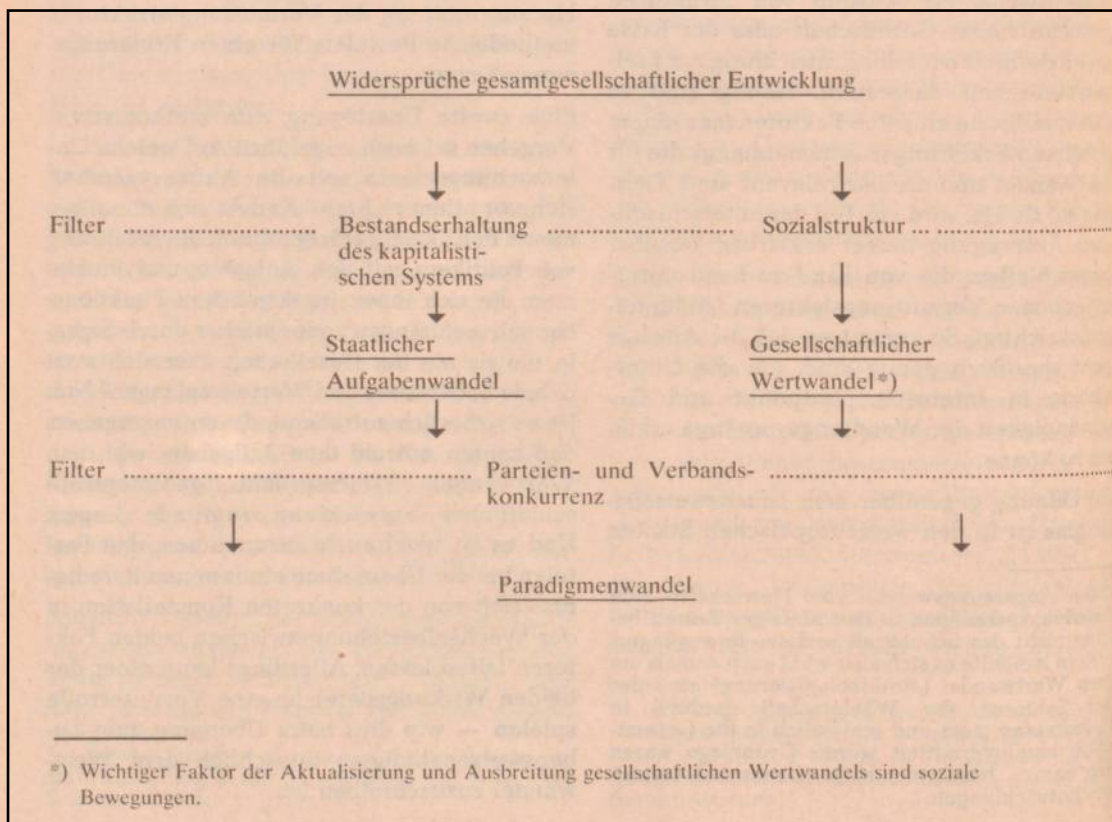 Widersprüche gesamtgesellschaftlicher Entwicklung
Filter ........ Bestandserhaltung ........ Sozialstruktur ........
des kapitalisti-
schen Systems
Staatlicher Gesellschaftlicher
Aufgabenwandel Wertwandel*)
Filter ........ Parteien- und Verbands- ........
konkurrenz
Paradigmenwandel
*) Wichtiger Faktor der Aktualisierung und Ausbreitung gesellschaftlichen Wertwandels sind soziale
Bewegungen.